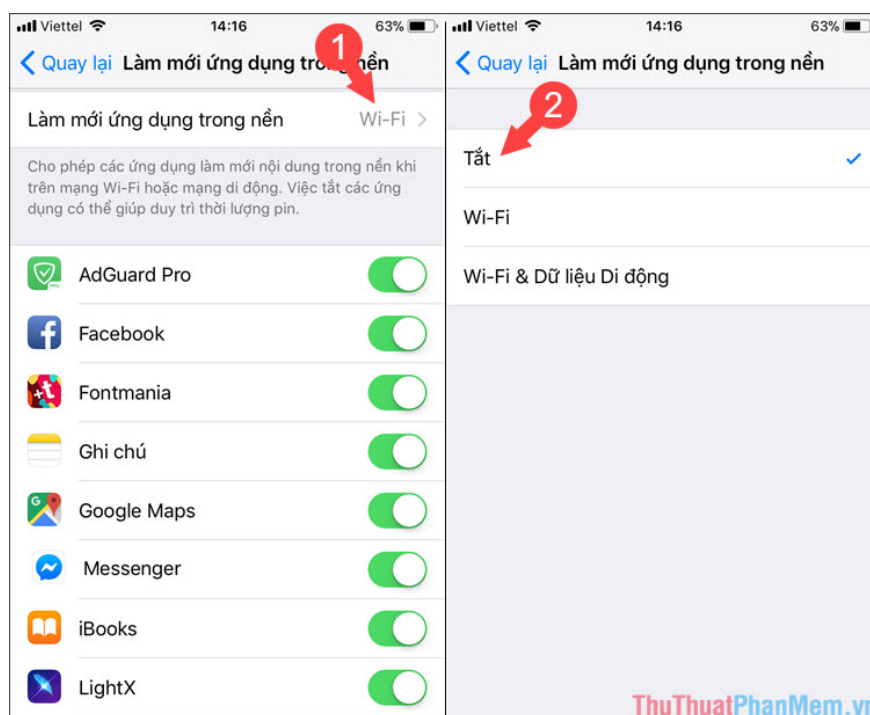 Viettel 14:16 63%
Quay lại Làm mới ứng dụng trong nền
1
Làm mới ứng dụng trong nền Wi-Fi
Cho phép các ứng dụng làm mới nội dung trong nền khi
trên mạng Wi-Fi hoặc mạng di động. Việc tắt các ứng
dụng có thể giúp duy trì thời lượng pin.
AdGuard Pro
Facebook
Fontmania
Ghi chú
Google Maps
Messenger
iBooks
LightX
Viettel 14:16 63%
Quay lại Làm mới ứng dụng trong nền
2
Tắt
Wi-Fi
Wi-Fi & Dữ liệu Di động
ThuThuatPhanMem.vn